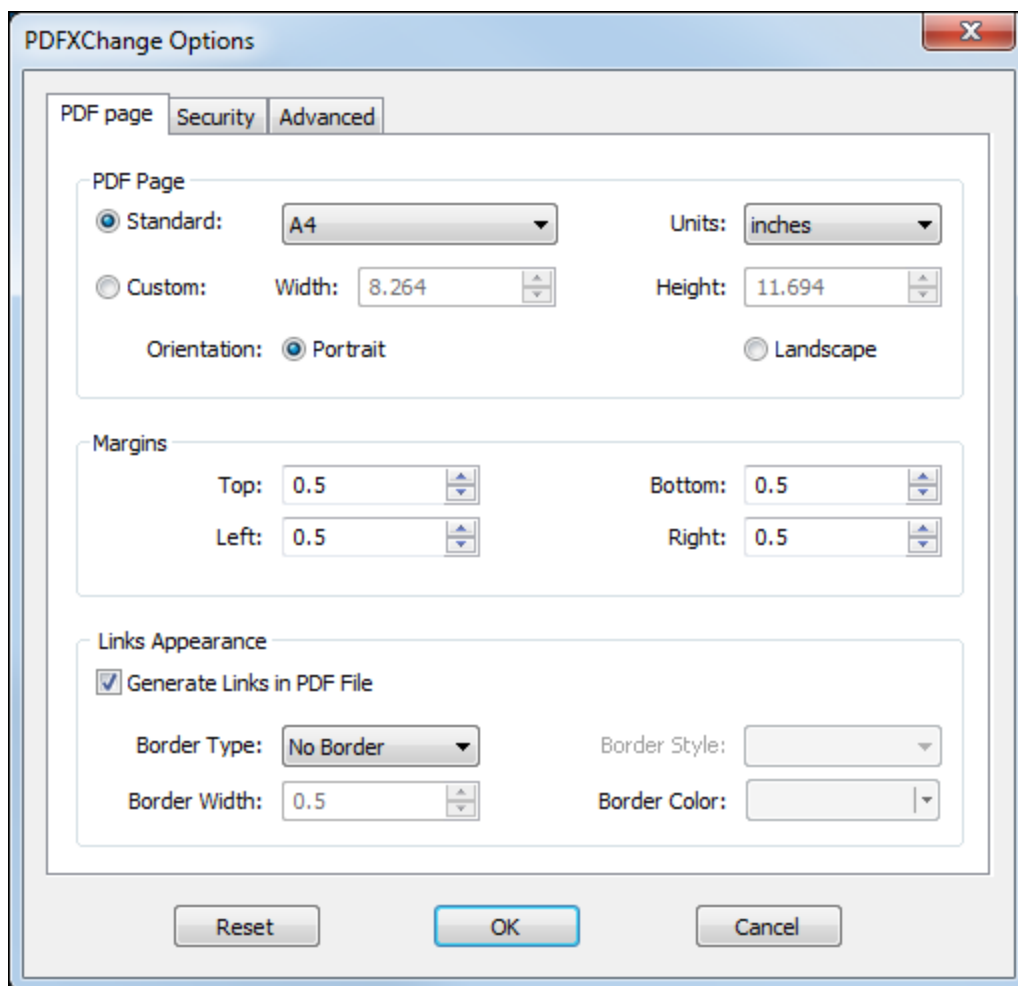 PDFXChange Options
PDF page Security Advanced
PDF Page
Standard: A4 Units: inches
Custom: Width: 8.264 Height: 11.694
Orientation: Portrait Landscape
Margins
Top: 0.5 Bottom: 0.5
Left: 0.5 Right: 0.5
Links Appearance
Generate Links in PDF File
Border Type: No Border Border Style:
Border Width: 0.5 Border Color:
Reset OK Cancel